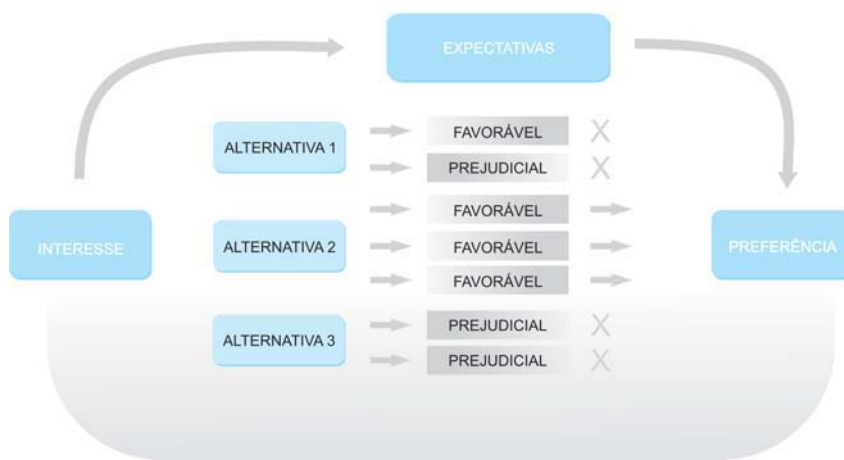 EXPECTATIVAS
ALTERNATIVA 1
FAVORÁVEL
X
PREJUDICIAL
X
INTERESSE
ALTERNATIVA 2
FAVORÁVEL
FAVORÁVEL
FAVORÁVEL
PREFERÊNCIA
ALTERNATIVA 3
PREJUDICIAL
X
PREJUDICIAL
X